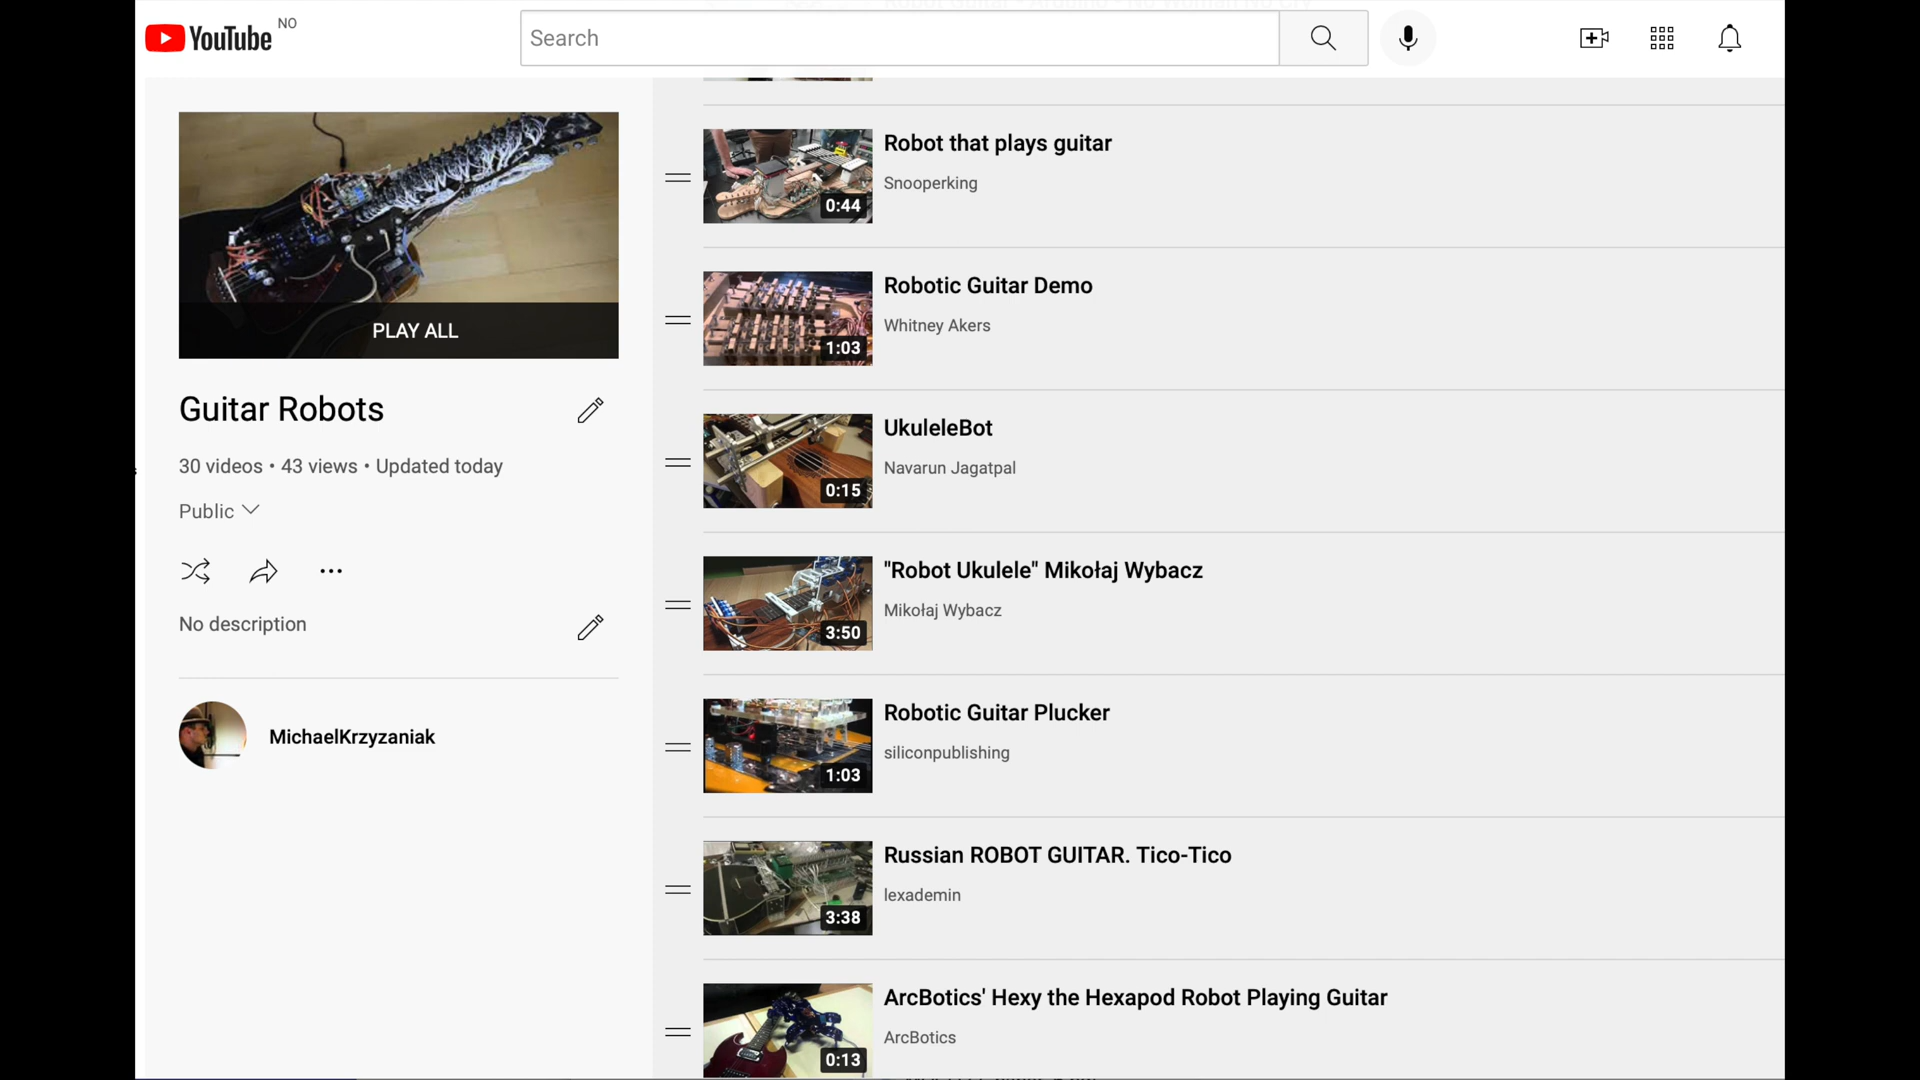 YouTube NO
Search
PLAY ALL
Guitar Robots
30 videos • 43 views • Updated today
Public
No description
MichaelKrzyzaniak
Robot that plays guitar
Snooperking
0:44
Robotic Guitar Demo
Whitney Akers
1:03
UkuleleBot
Navarun Jagatpal
0:15
"Robot Ukulele" Mikołaj Wybacz
Mikołaj Wybacz
3:50
Robotic Guitar Plucker
siliconpublishing
1:03
Russian ROBOT GUITAR. Tico-Tico
lexademin
3:38
ArcBotics' Hexy the Hexapod Robot Playing Guitar
ArcBotics
0:13